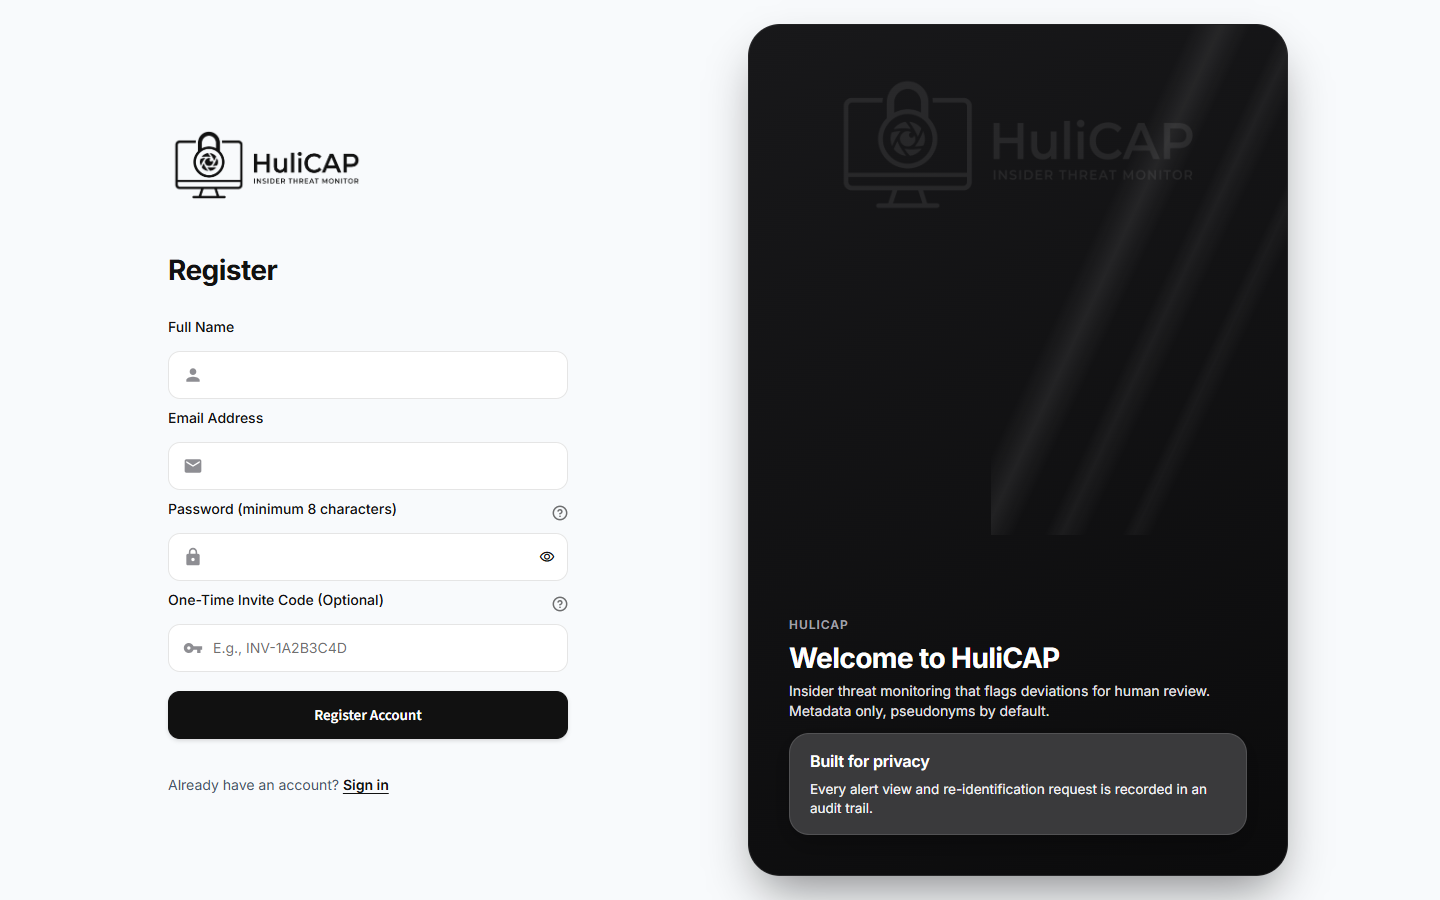 HuliCAP
INSIDER THREAT MONITOR
Register
Full Name
Email Address
Password (minimum 8 characters)
One-Time Invite Code (Optional)
E.g., INV-1A2B3C4D
Register Account
Already have an account? Sign in
HuliCAP
INSIDER THREAT MONITOR
HULICAP
Welcome to HuliCAP
Insider threat monitoring that flags deviations for human review.
Metadata only, pseudonyms by default.
Built for privacy
Every alert view and re-identification request is recorded in an
audit trail.